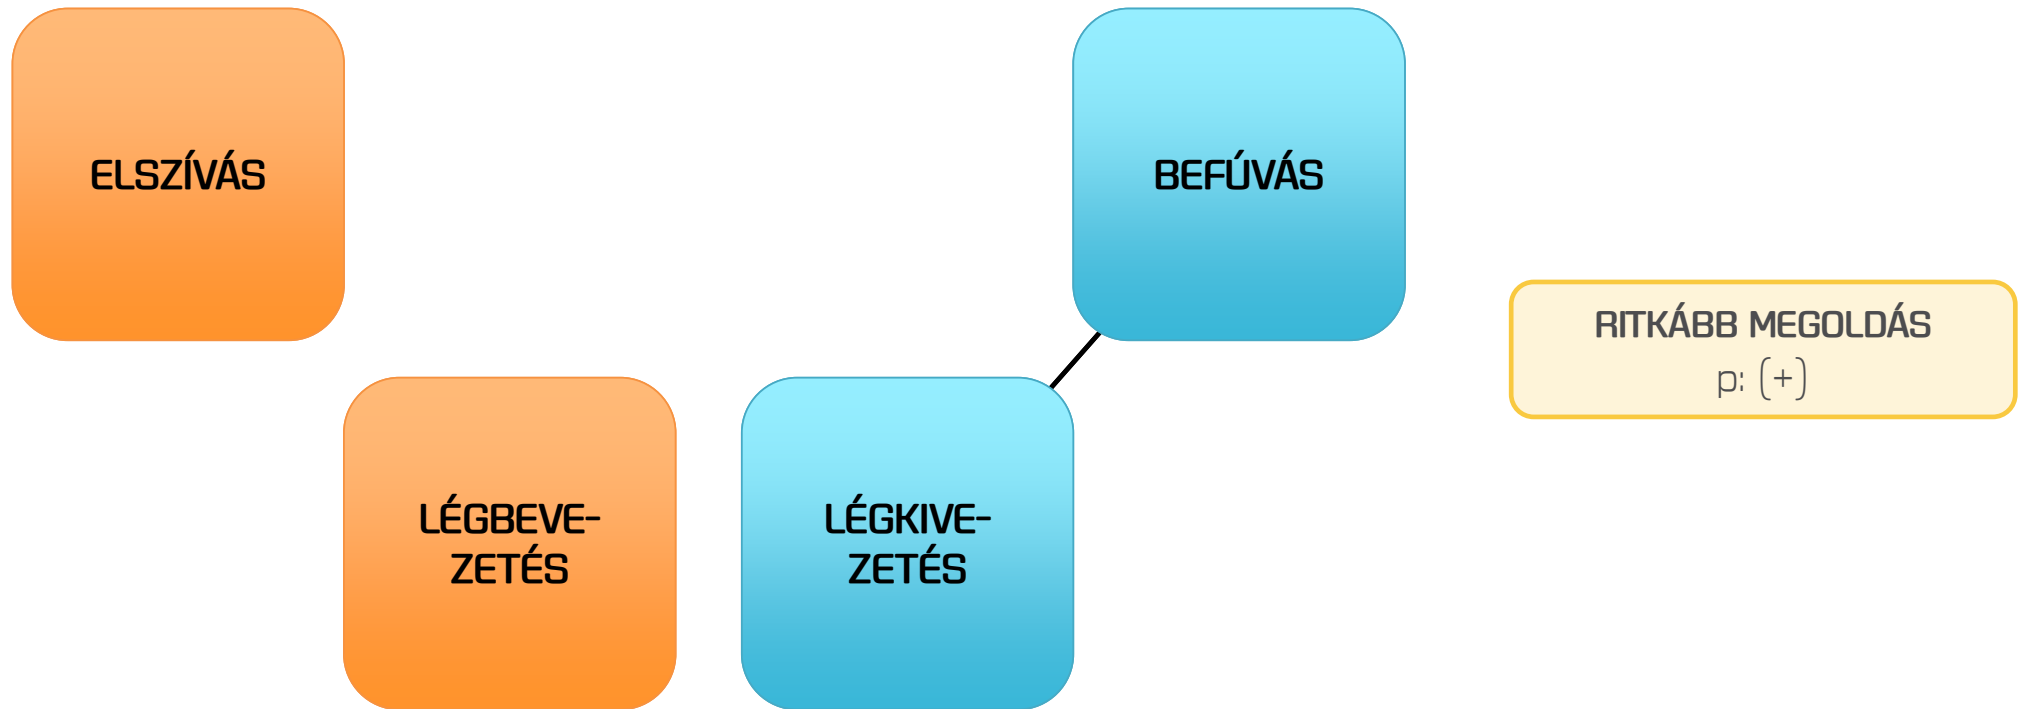 ELSZÍVÁS
BEFÚVÁS
RITKÁBB MEGOLDÁS
p: (+)
LÉGBEVE-
ZETÉS
LÉGKIVE-
ZETÉS